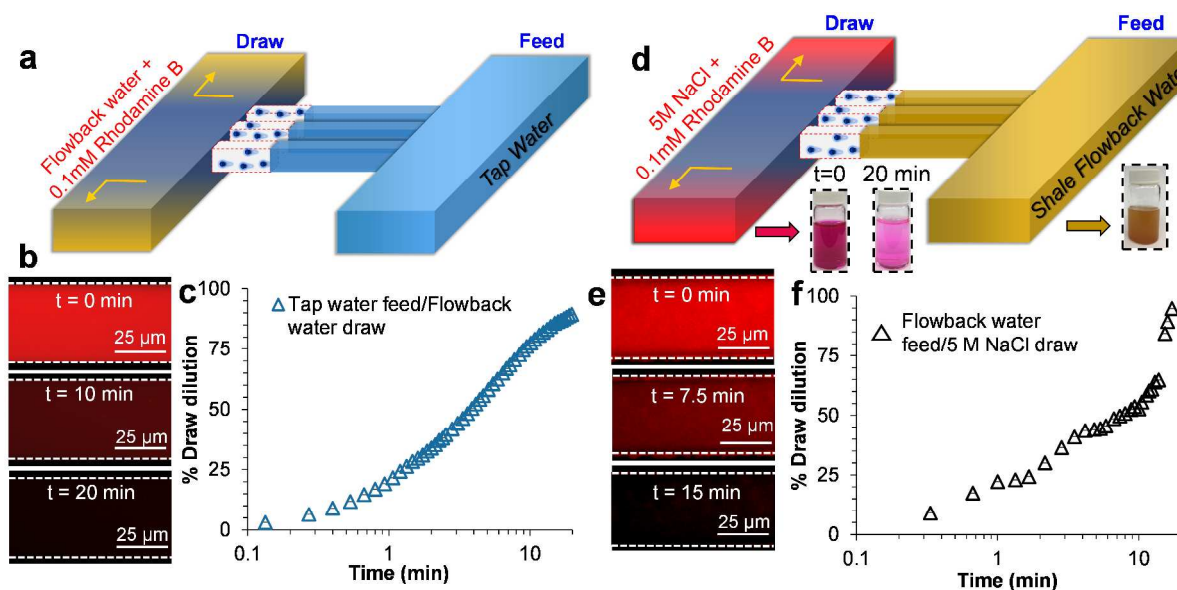 a
Draw
Feed
Flowback water +
0.1mM Rhodamine B
Tap Water
b
t = 0 min
25 µm
t = 10 min
25 µm
t = 20 min
25 µm
c
100
75
50
25
0
% Draw dilution
Tap water feed/Flowback
water draw
0.1
1
10
Time (min)
d
Draw
Feed
5M NaCl +
0.1mM Rhodamine B
t=0
20 min
Shale Flowback Water
e
t = 0 min
25 µm
t = 7.5 min
25 µm
t = 15 min
25 µm
f
100
75
50
25
0
% Draw dilution
Flowback water
feed/5 M NaCl draw
0.1
1
10
Time (min)